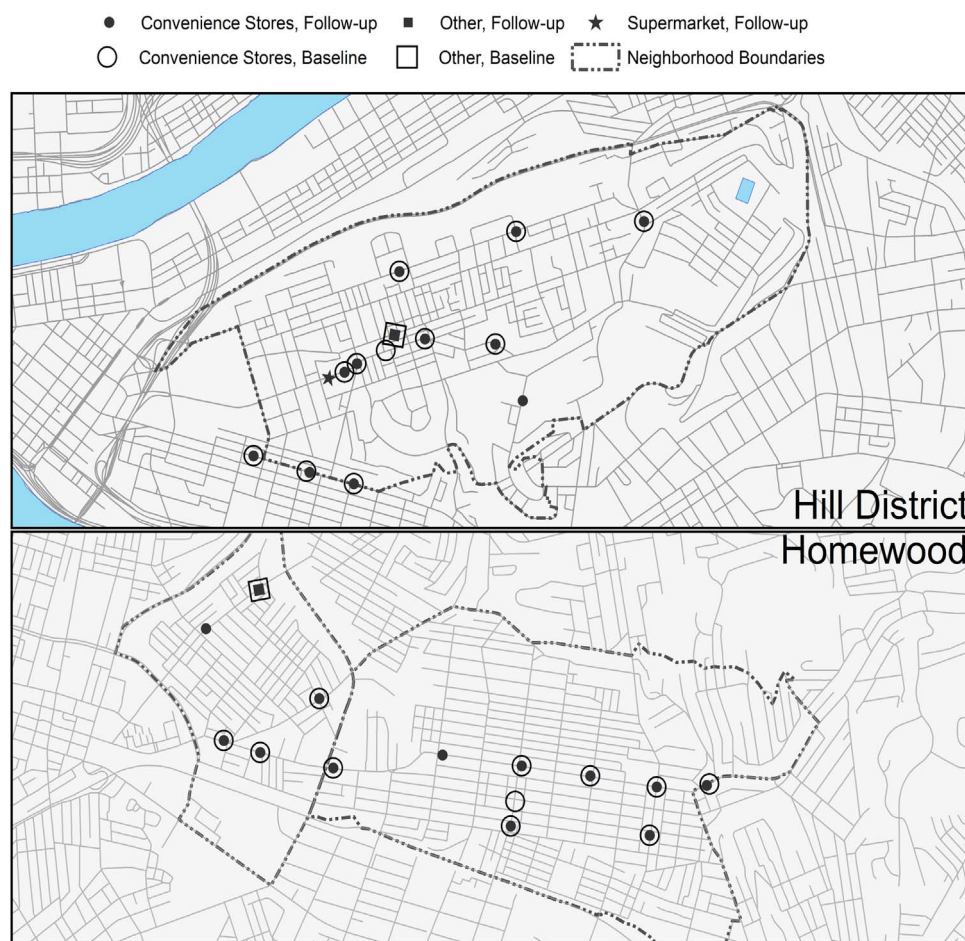 Convenience Stores, Follow-up Other, Follow-up Supermarket, Follow-up
Convenience Stores, Baseline Other, Baseline Neighborhood Boundaries
Hill District
Homewood